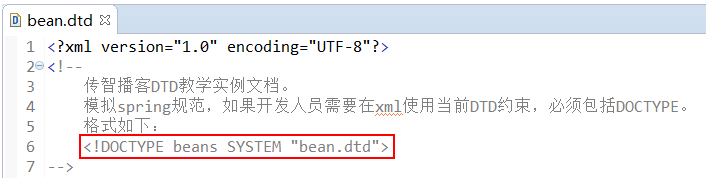 bean.dtd
1 <?xml version="1.0" encoding="UTF-8"?>
2 <!--
3 传智播客DTD教学实例文档。
4 模拟spring规范，如果开发人员需要在xml使用当前DTD约束，必须包括DOCTYPE。
5 格式如下：
6 <!DOCTYPE beans SYSTEM "bean.dtd">
7 -->